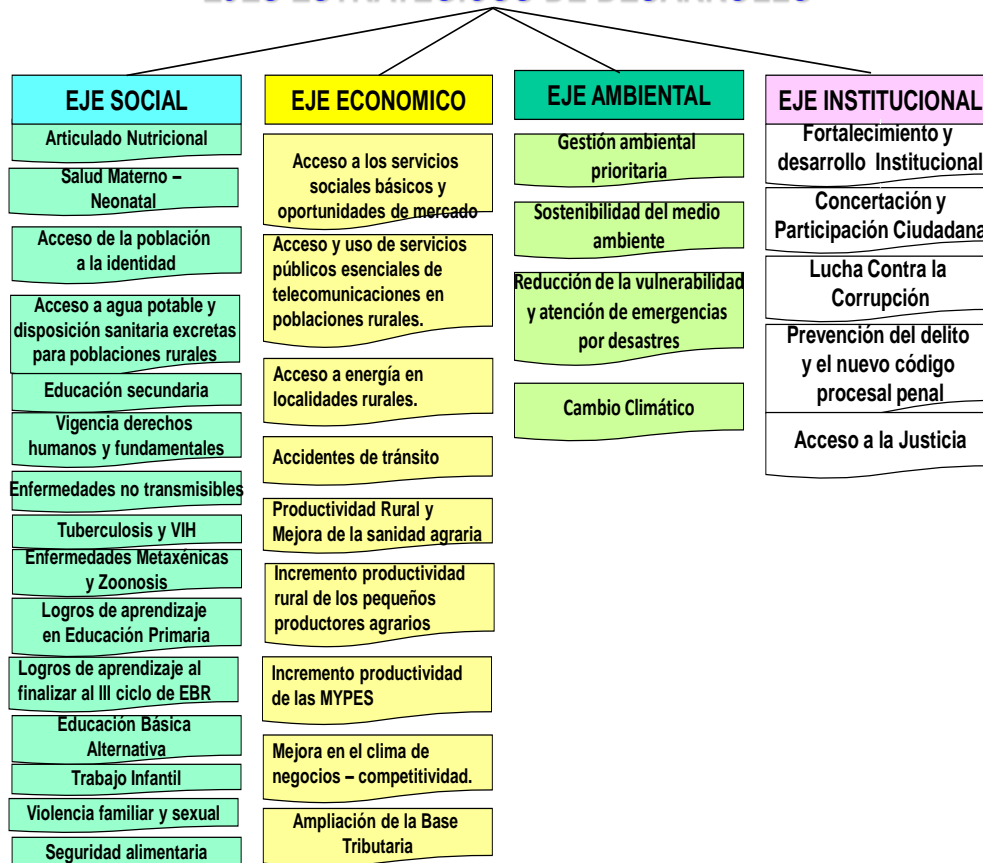 EJES ESTRATEGICOS DE DESARROLLO
EJE SOCIAL
Articulado Nutricional
Salud Materno –
Neonatal
Acceso de la población
a la identidad
Acceso a agua potable y
disposición sanitaria excretas
para poblaciones rurales
Educación secundaria
Vigencia derechos
humanos y fundamentales
Enfermedades no transmisibles
Tuberculosis y VIH
Enfermedades Metaxénicas
y Zoonosis
Logros de aprendizaje
en Educación Primaria
Logros de aprendizaje al
finalizar al III ciclo de EBR
Educación Básica
Alternativa
Trabajo Infantil
Violencia familiar y sexual
Seguridad alimentaria
EJE ECONOMICO
Acceso a los servicios
sociales básicos y
oportunidades de mercado
Acceso y uso de servicios
públicos esenciales de
telecomunicaciones en
poblaciones rurales.
Acceso a energía en
localidades rurales.
Accidentes de tránsito
Productividad Rural y
Mejora de la sanidad agraria
Incremento productividad
rural de los pequeños
productores agrarios
Incremento productividad
de las MYPES
Mejora en el clima de
negocios – competitividad.
Ampliación de la Base
Tributaria
EJE AMBIENTAL
Gestión ambiental
prioritaria
Sostenibilidad del medio
ambiente
Reducción de la vulnerabilidad
y atención de emergencias
por desastres
Cambio Climático
EJE INSTITUCIONAL
Fortalecimiento y
desarrollo Institucional
Concertación y
Participación Ciudadana
Lucha Contra la
Corrupción
Prevención del delito
y el nuevo código
procesal penal
Acceso a la Justicia